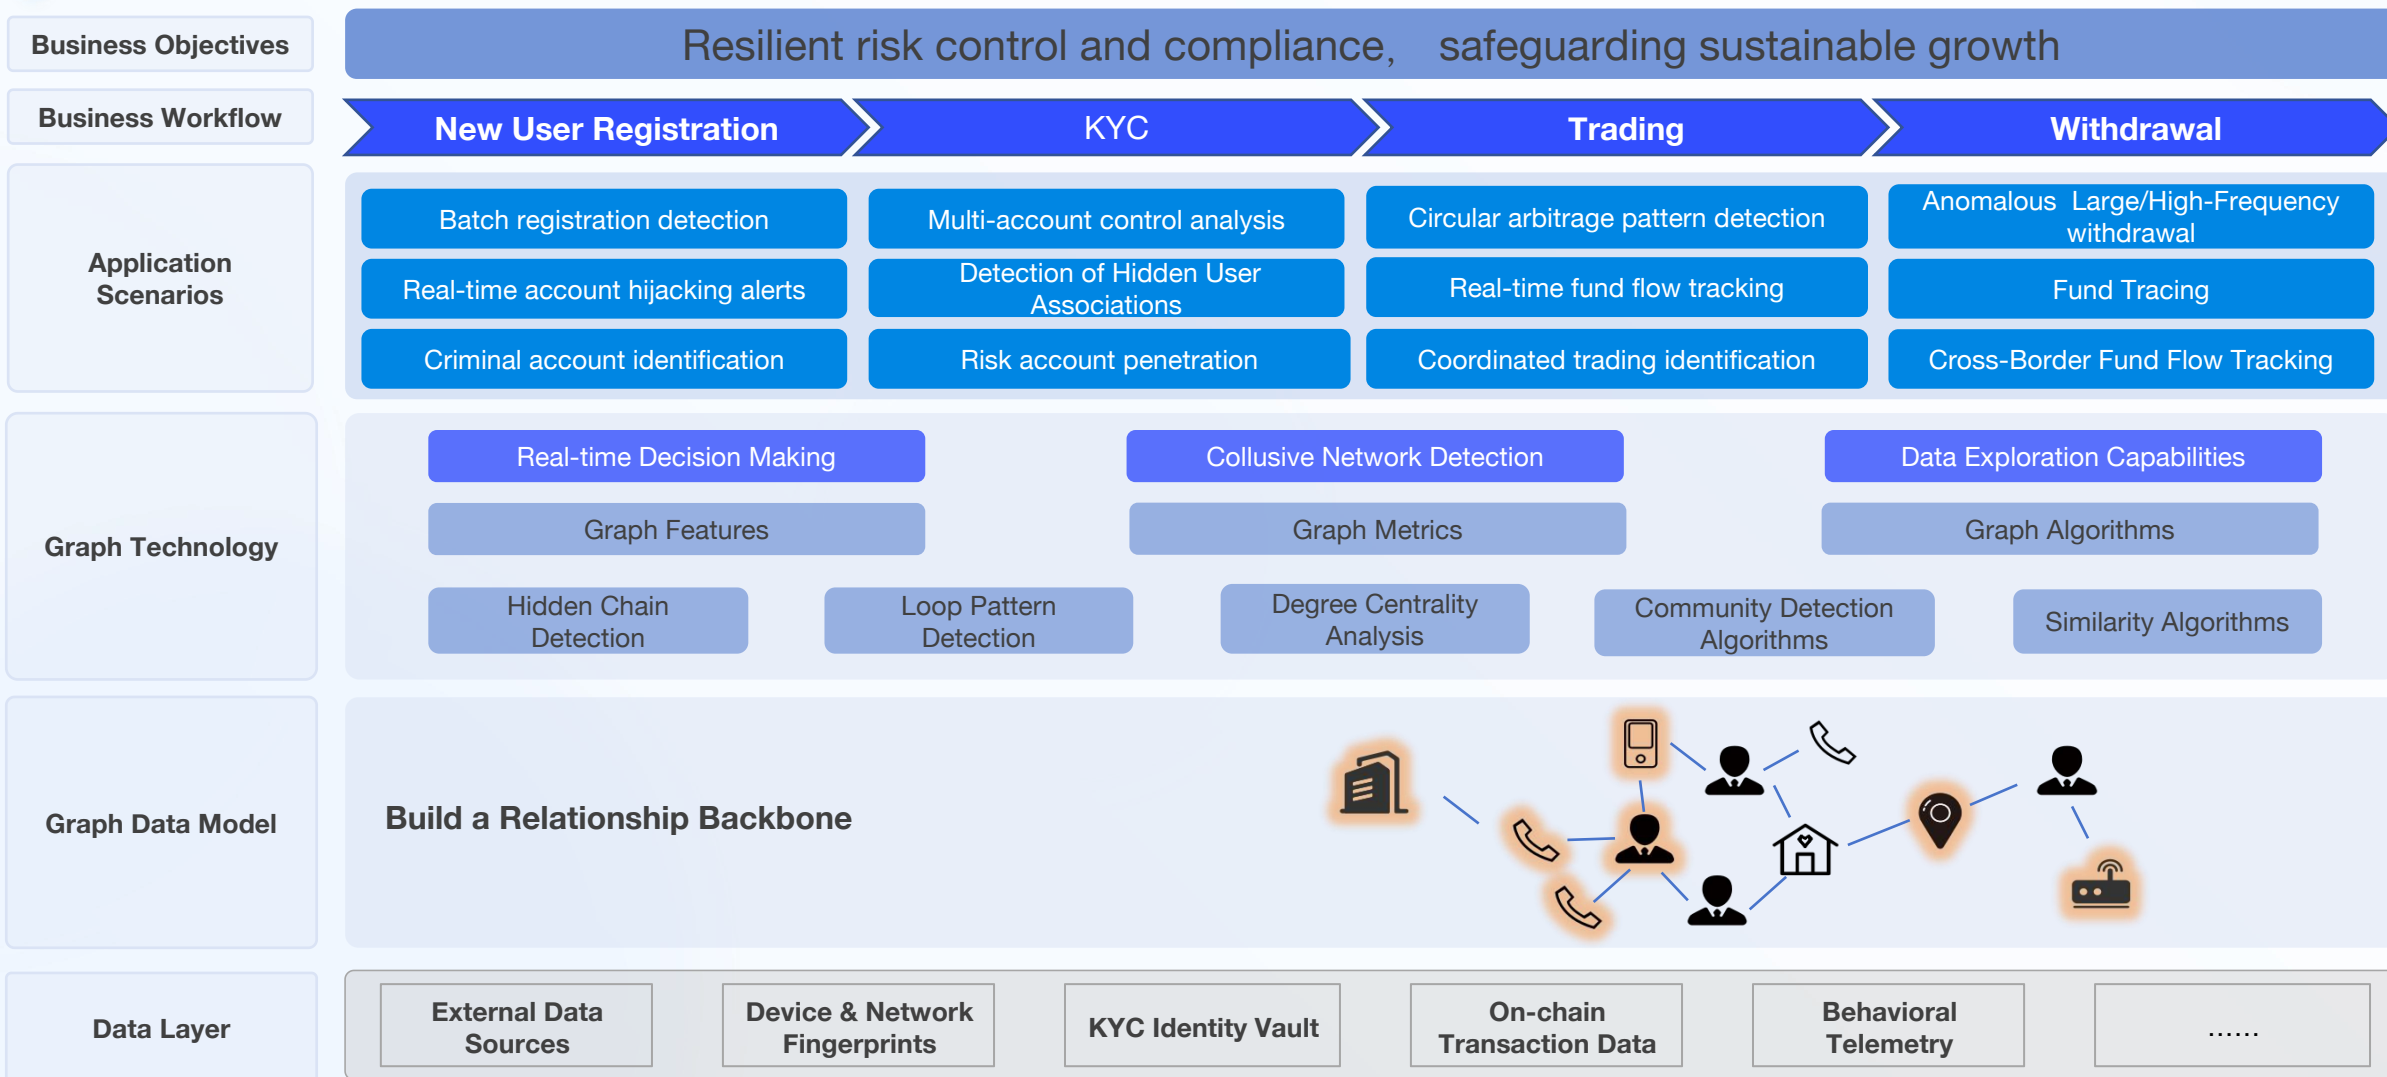 Business Objectives
Resilient risk control and compliance, safeguarding sustainable growth
Business Workflow
New User Registration
KYC
Trading
Withdrawal
Application
Scenarios
Batch registration detection
Multi-account control analysis
Circular arbitrage pattern detection
Anomalous Large/High-Frequency
withdrawal
Real-time account hijacking alerts
Detection of Hidden User
Associations
Real-time fund flow tracking
Fund Tracing
Criminal account identification
Risk account penetration
Coordinated trading identification
Cross-Border Fund Flow Tracking
Graph Technology
Real-time Decision Making
Collusive Network Detection
Data Exploration Capabilities
Graph Features
Graph Metrics
Graph Algorithms
Hidden Chain
Detection
Loop Pattern
Detection
Degree Centrality
Analysis
Community Detection
Algorithms
Similarity Algorithms
Graph Data Model
Build a Relationship Backbone
Data Layer
External Data
Sources
Device & Network
Fingerprints
KYC Identity Vault
On-chain
Transaction Data
Behavioral
Telemetry
......